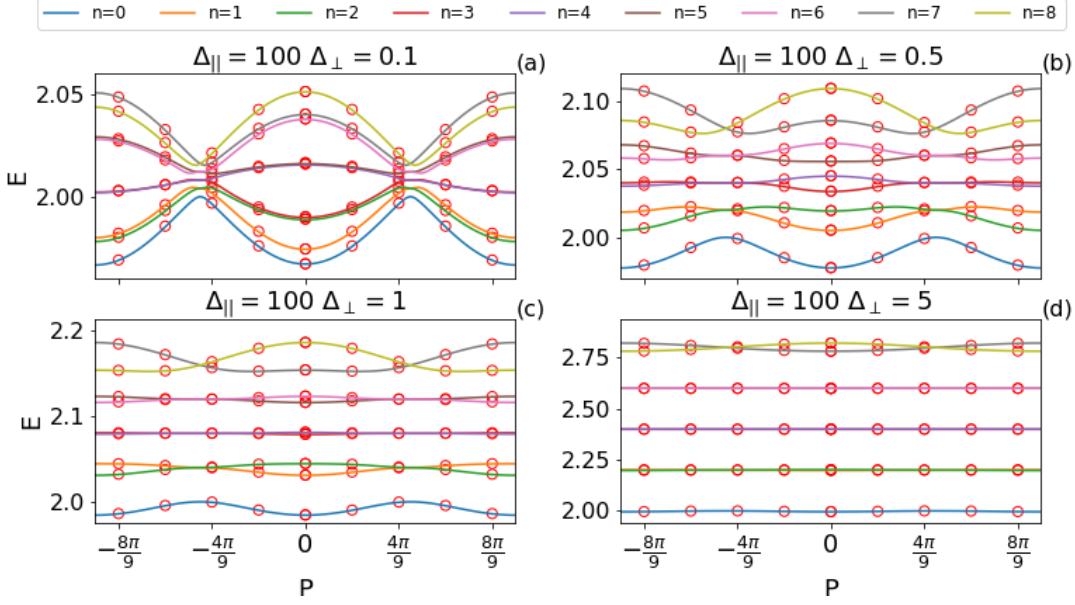 n=0 n=1 n=2 n=3 n=4 n=5 n=6 n=7 n=8
Δ|| = 100 Δ⊥ = 0.1 (a)
Δ|| = 100 Δ⊥ = 0.5 (b)
2.05
2.00
E
2.10
2.05
2.00
Δ|| = 100 Δ⊥ = 1 (c)
Δ|| = 100 Δ⊥ = 5 (d)
2.2
2.1
2.0
E
2.75
2.50
2.25
2.00
−8π/9 −4π/9 0 4π/9 8π/9
−8π/9 −4π/9 0 4π/9 8π/9
P P